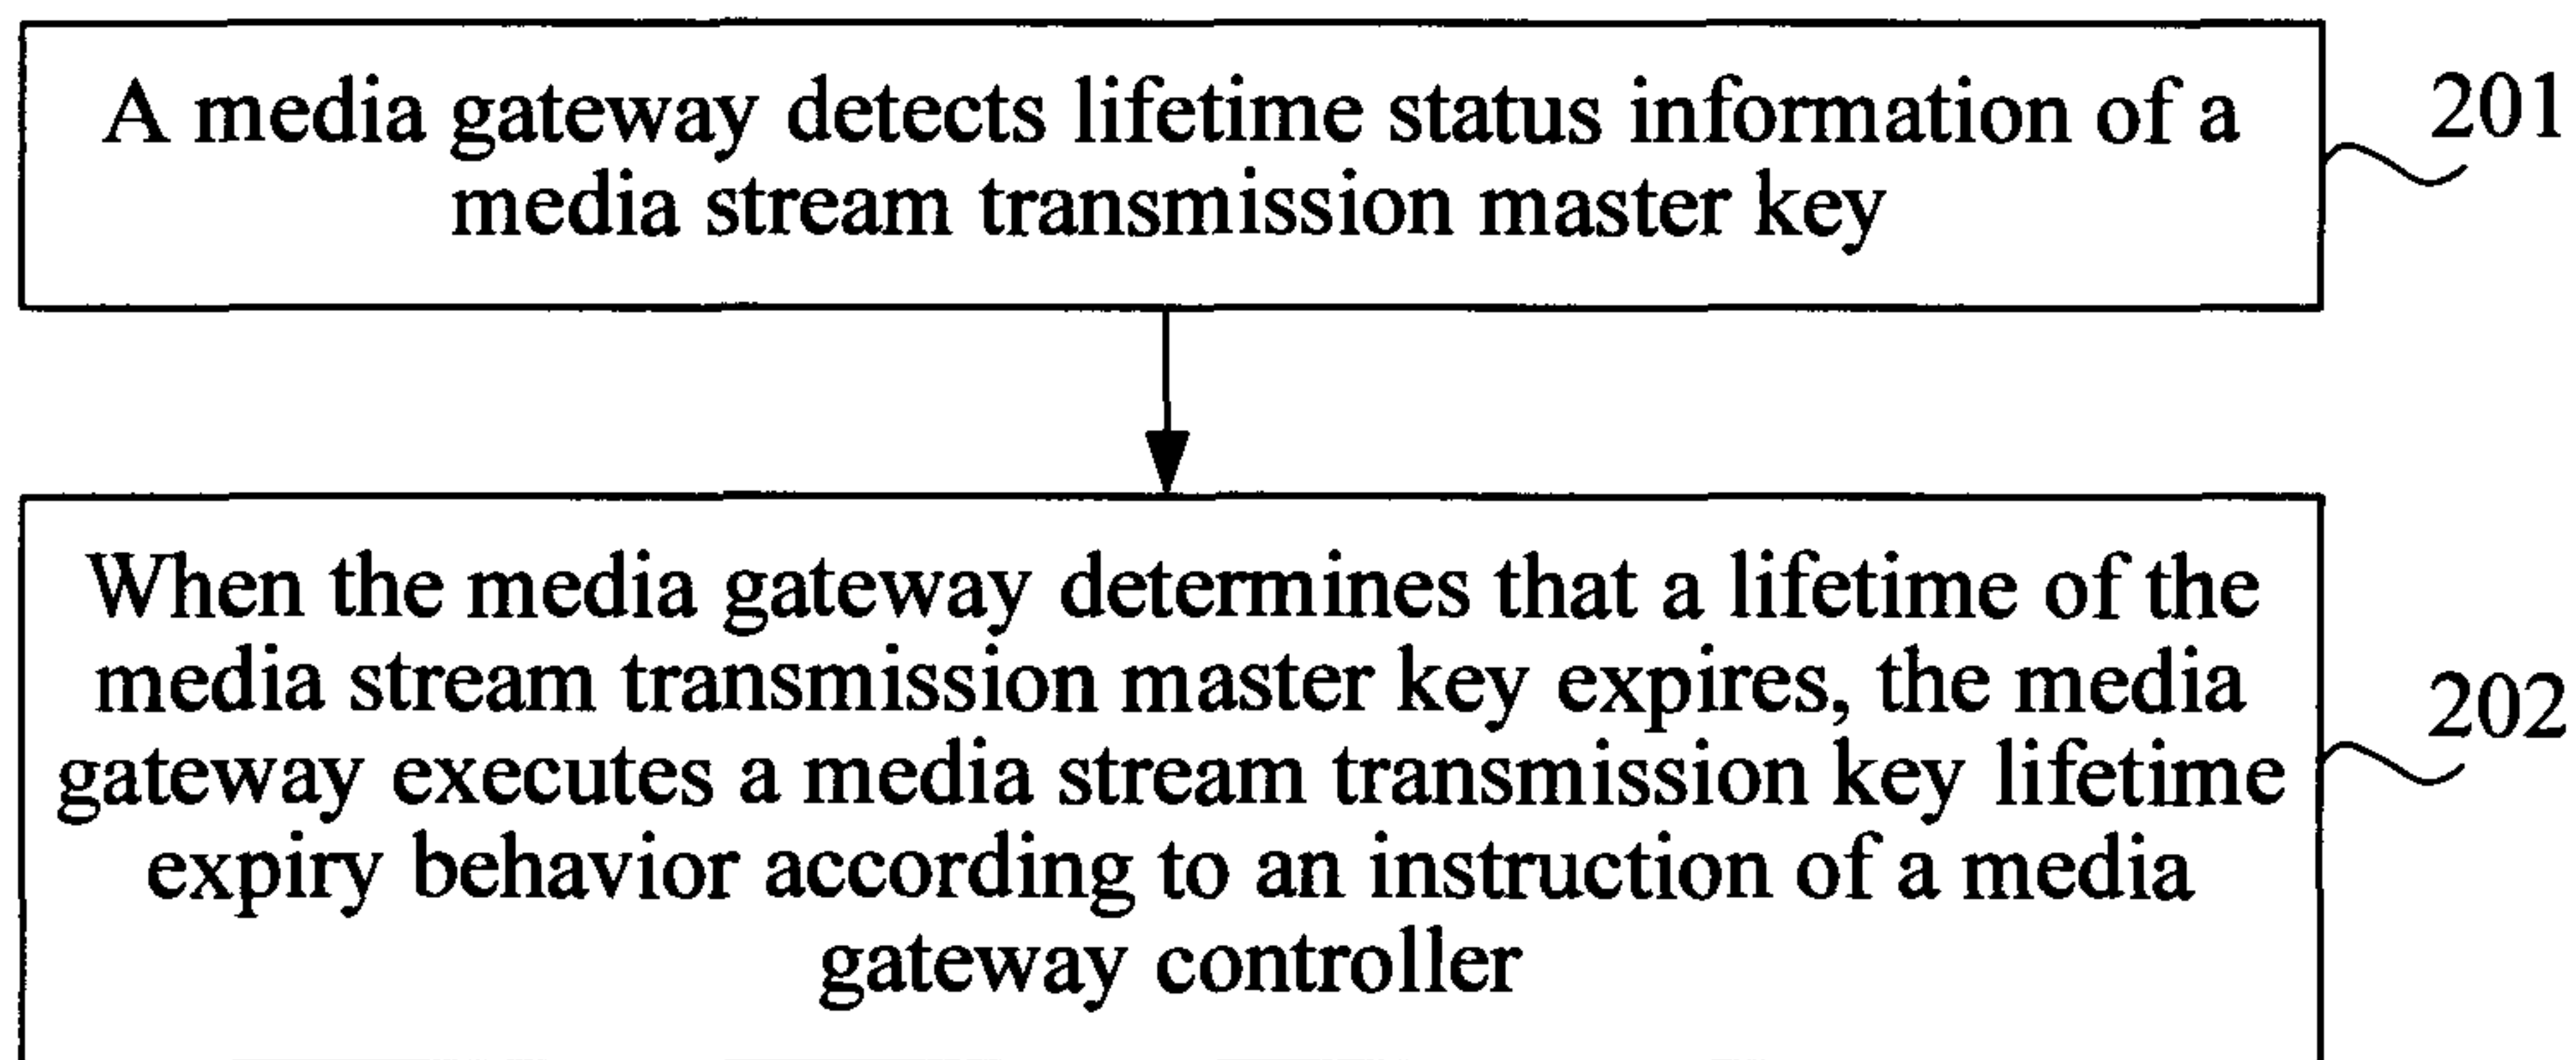 A media gateway detects lifetime status information of a
media stream transmission master key
201
When the media gateway determines that a lifetime of the
media stream transmission master key expires, the media
gateway executes a media stream transmission key lifetime
expiry behavior according to an instruction of a media
gateway controller
202